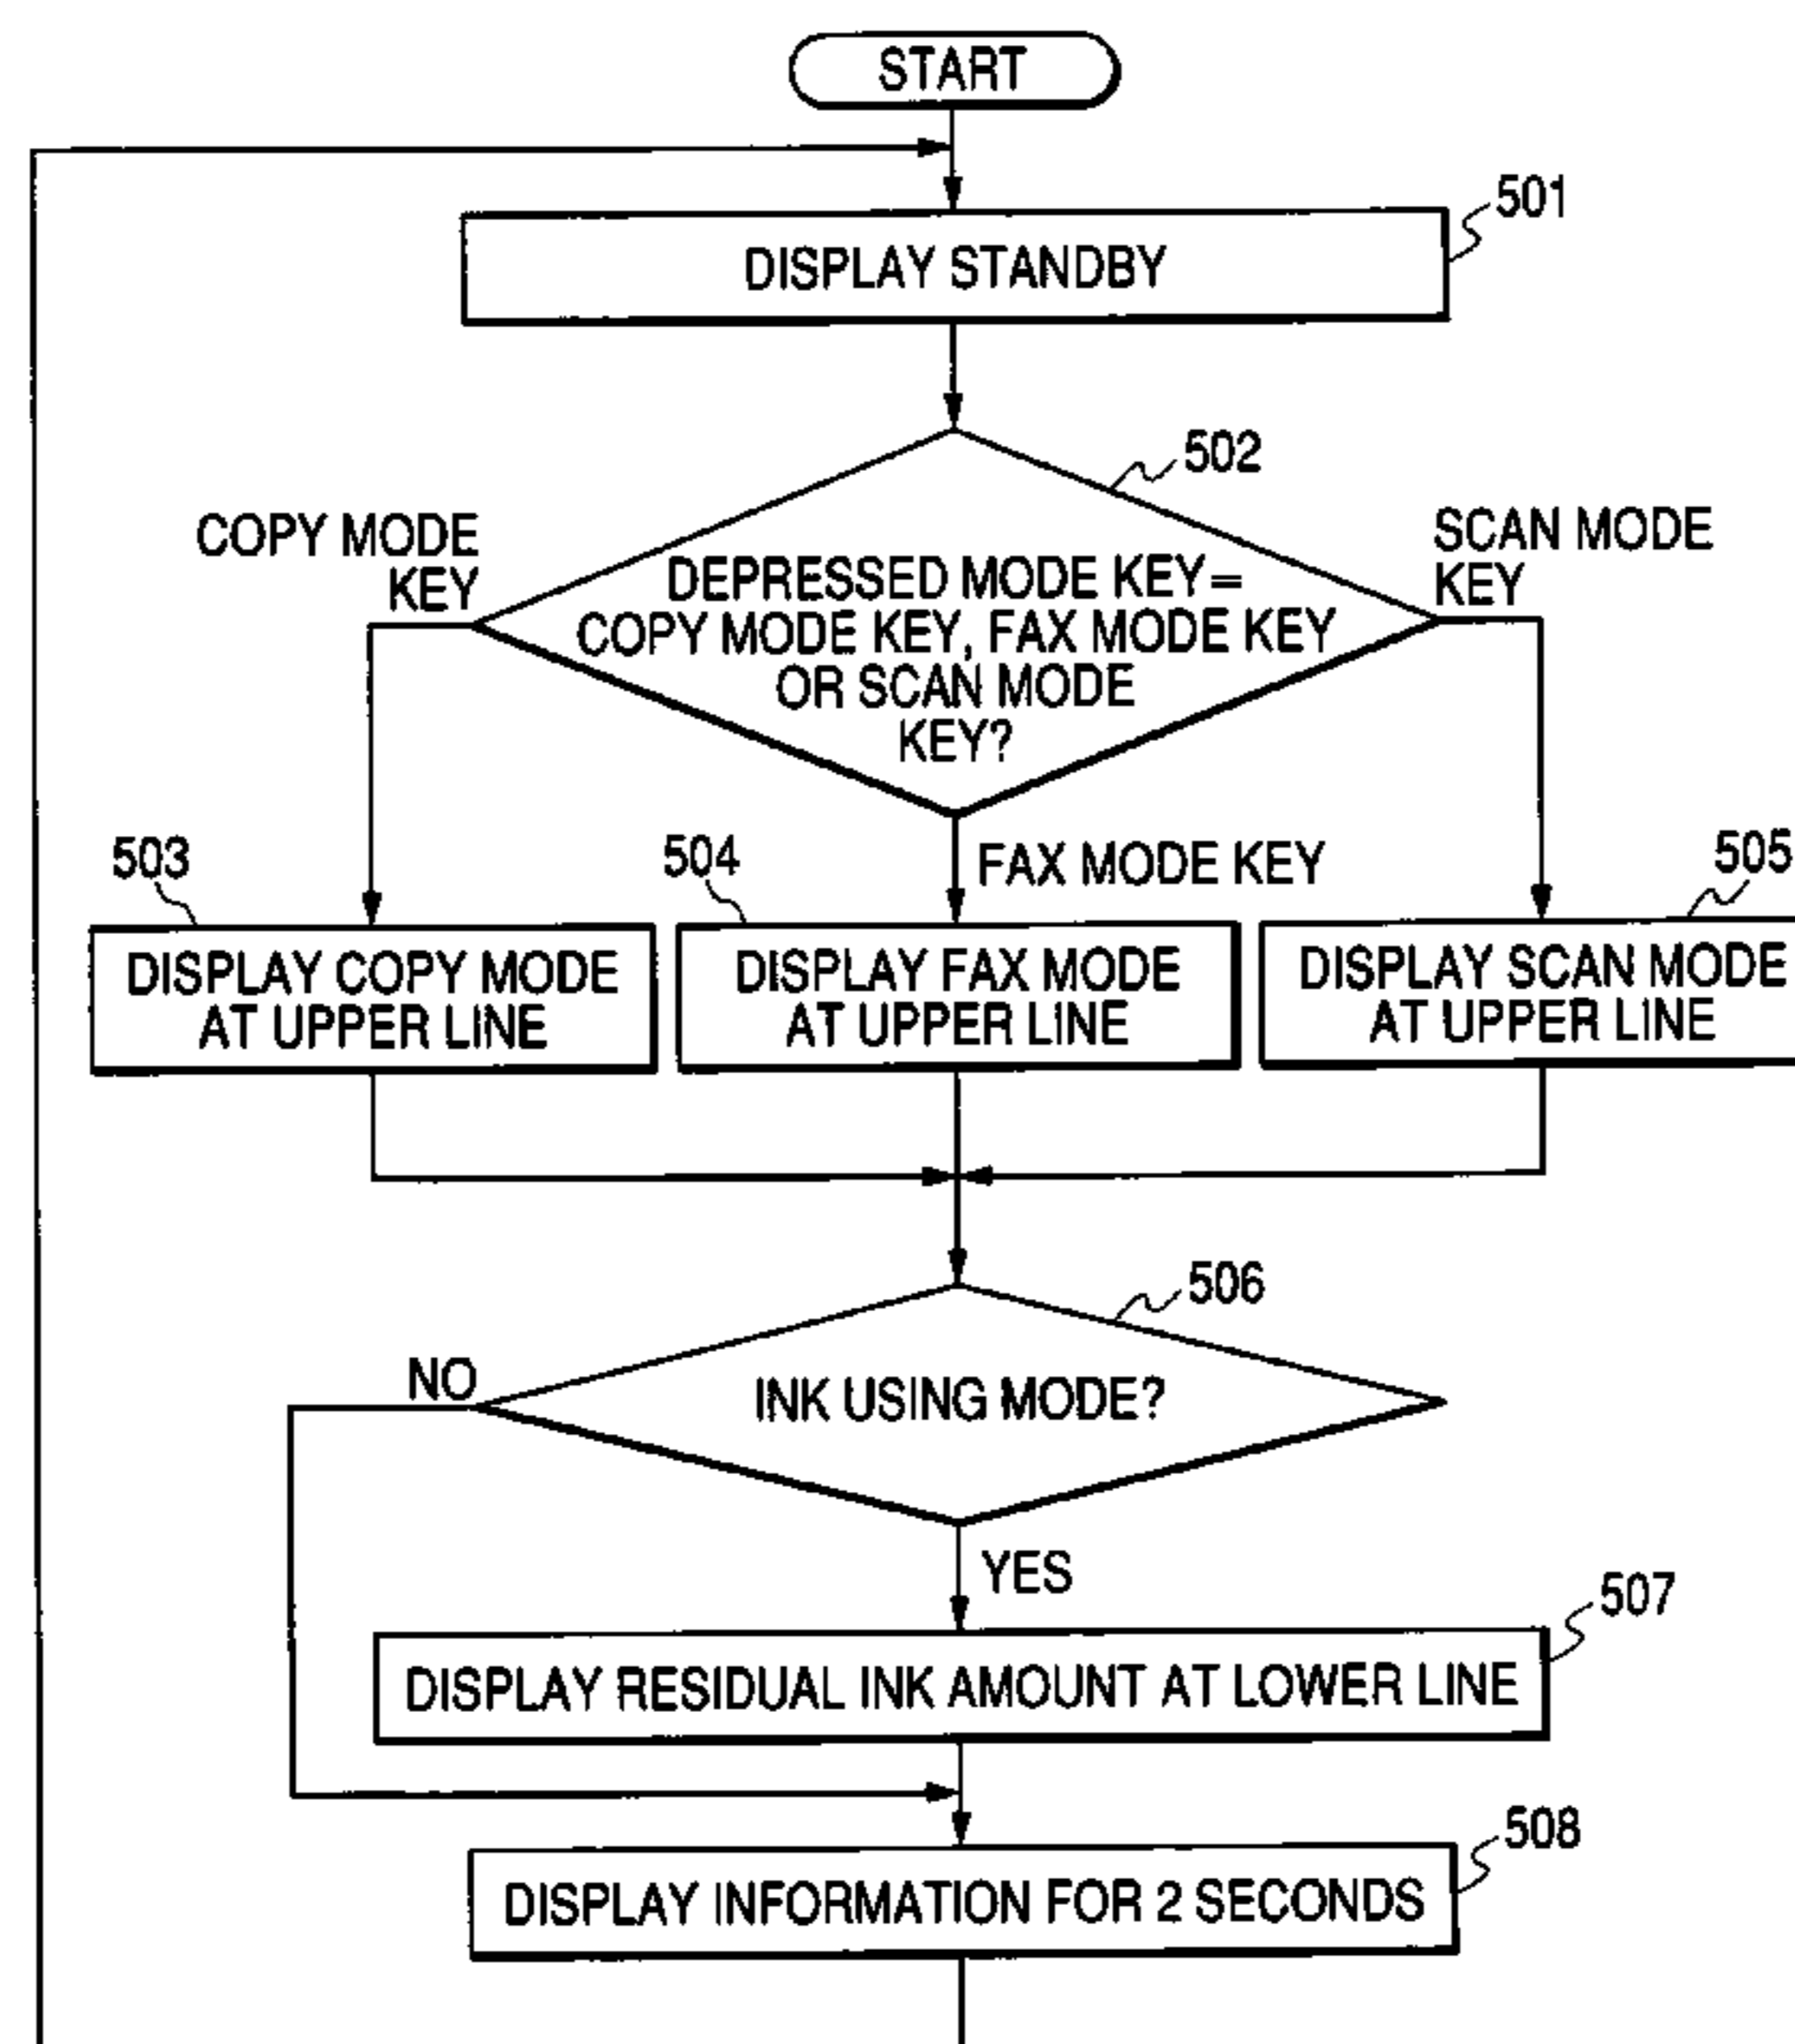 START
501
DISPLAY STANDBY
502
COPY MODE
KEY
SCAN MODE
KEY
DEPRESSED MODE KEY=
COPY MODE KEY, FAX MODE KEY
OR SCAN MODE
KEY?
503
504
FAX MODE KEY
505
DISPLAY COPY MODE
AT UPPER LINE
DISPLAY FAX MODE
AT UPPER LINE
DISPLAY SCAN MODE
AT UPPER LINE
506
NO
INK USING MODE?
YES
507
DISPLAY RESIDUAL INK AMOUNT AT LOWER LINE
508
DISPLAY INFORMATION FOR 2 SECONDS